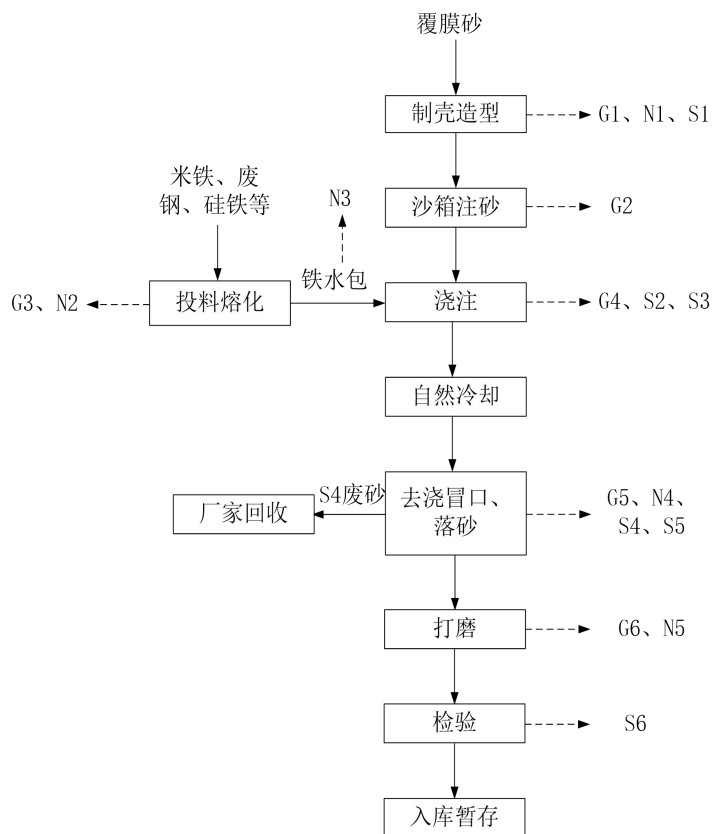 覆膜砂
制壳造型
G1、N1、S1
米铁、废
钢、硅铁等
N3
沙箱注砂
G2
铁水包
G3、N2
投料熔化
浇注
G4、S2、S3
自然冷却
S4废砂
厂家回收
去浇冒口、
落砂
G5、N4、
S4、S5
打磨
G6、N5
检验
S6
入库暂存